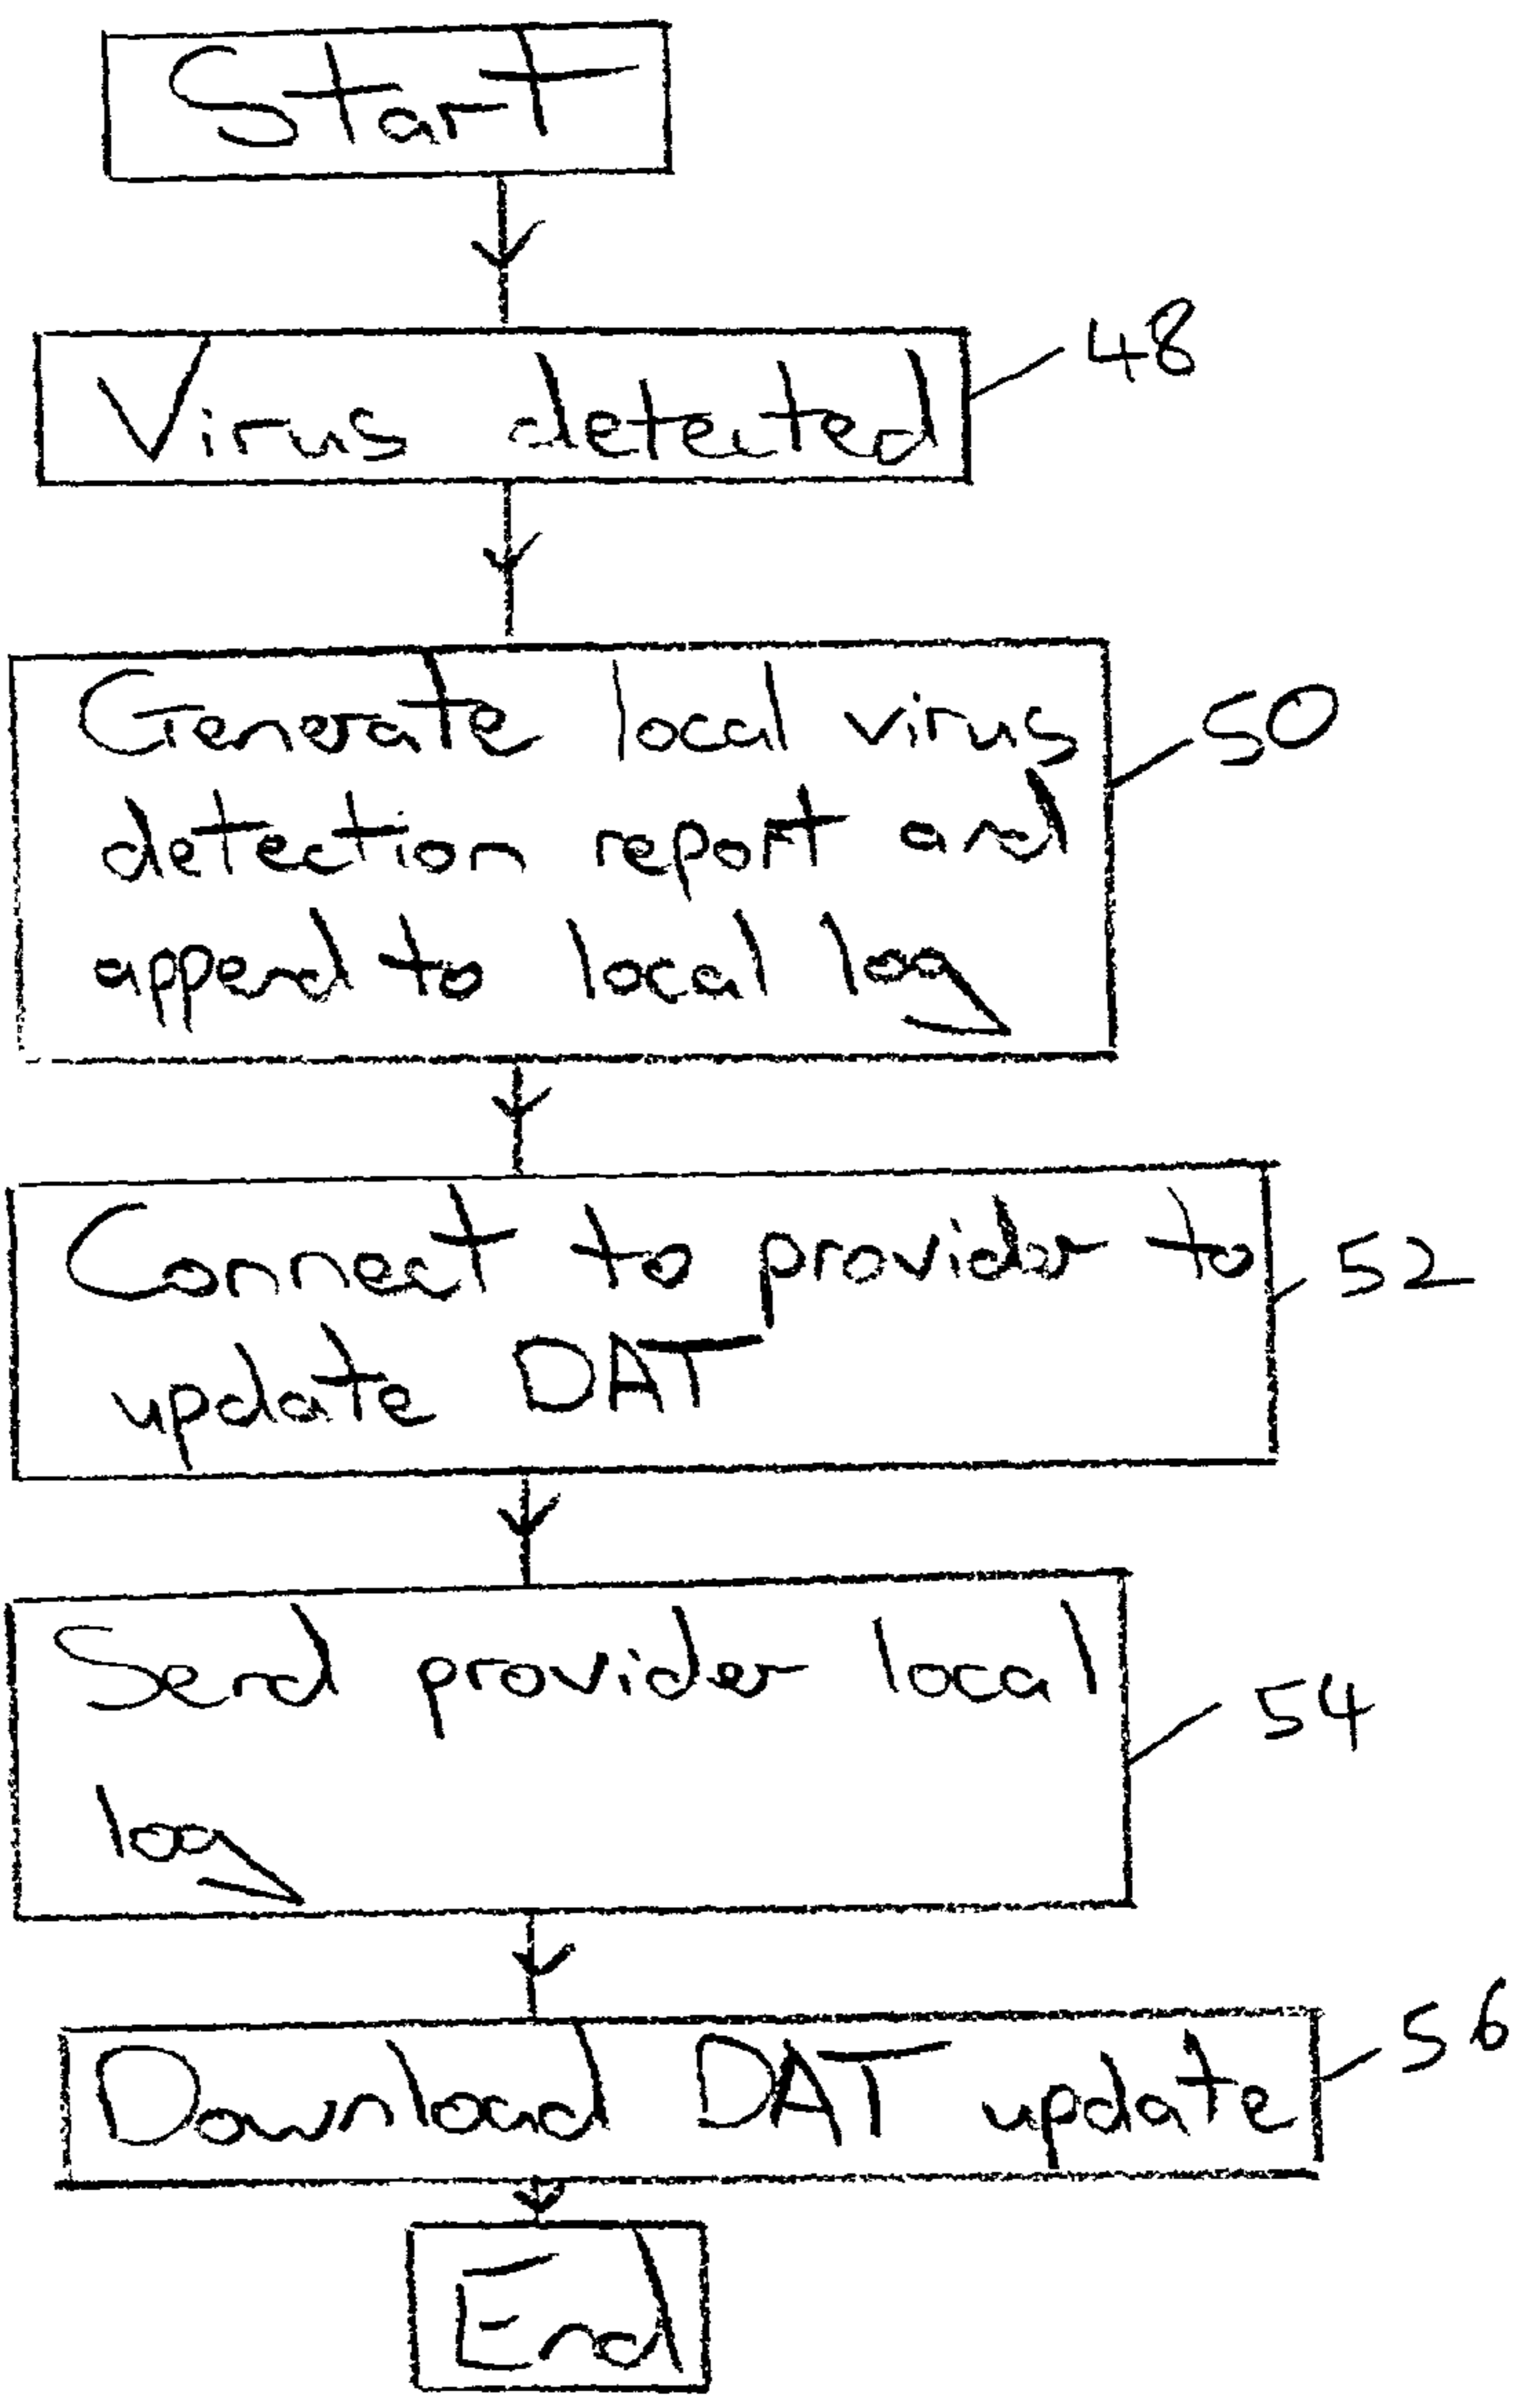 Start
Virus detected
48
Generate local virus
50
detection report and
append to local log
Connect to provider to
52
update DAT
Send provider local
54
log
Download DAT update
56
End